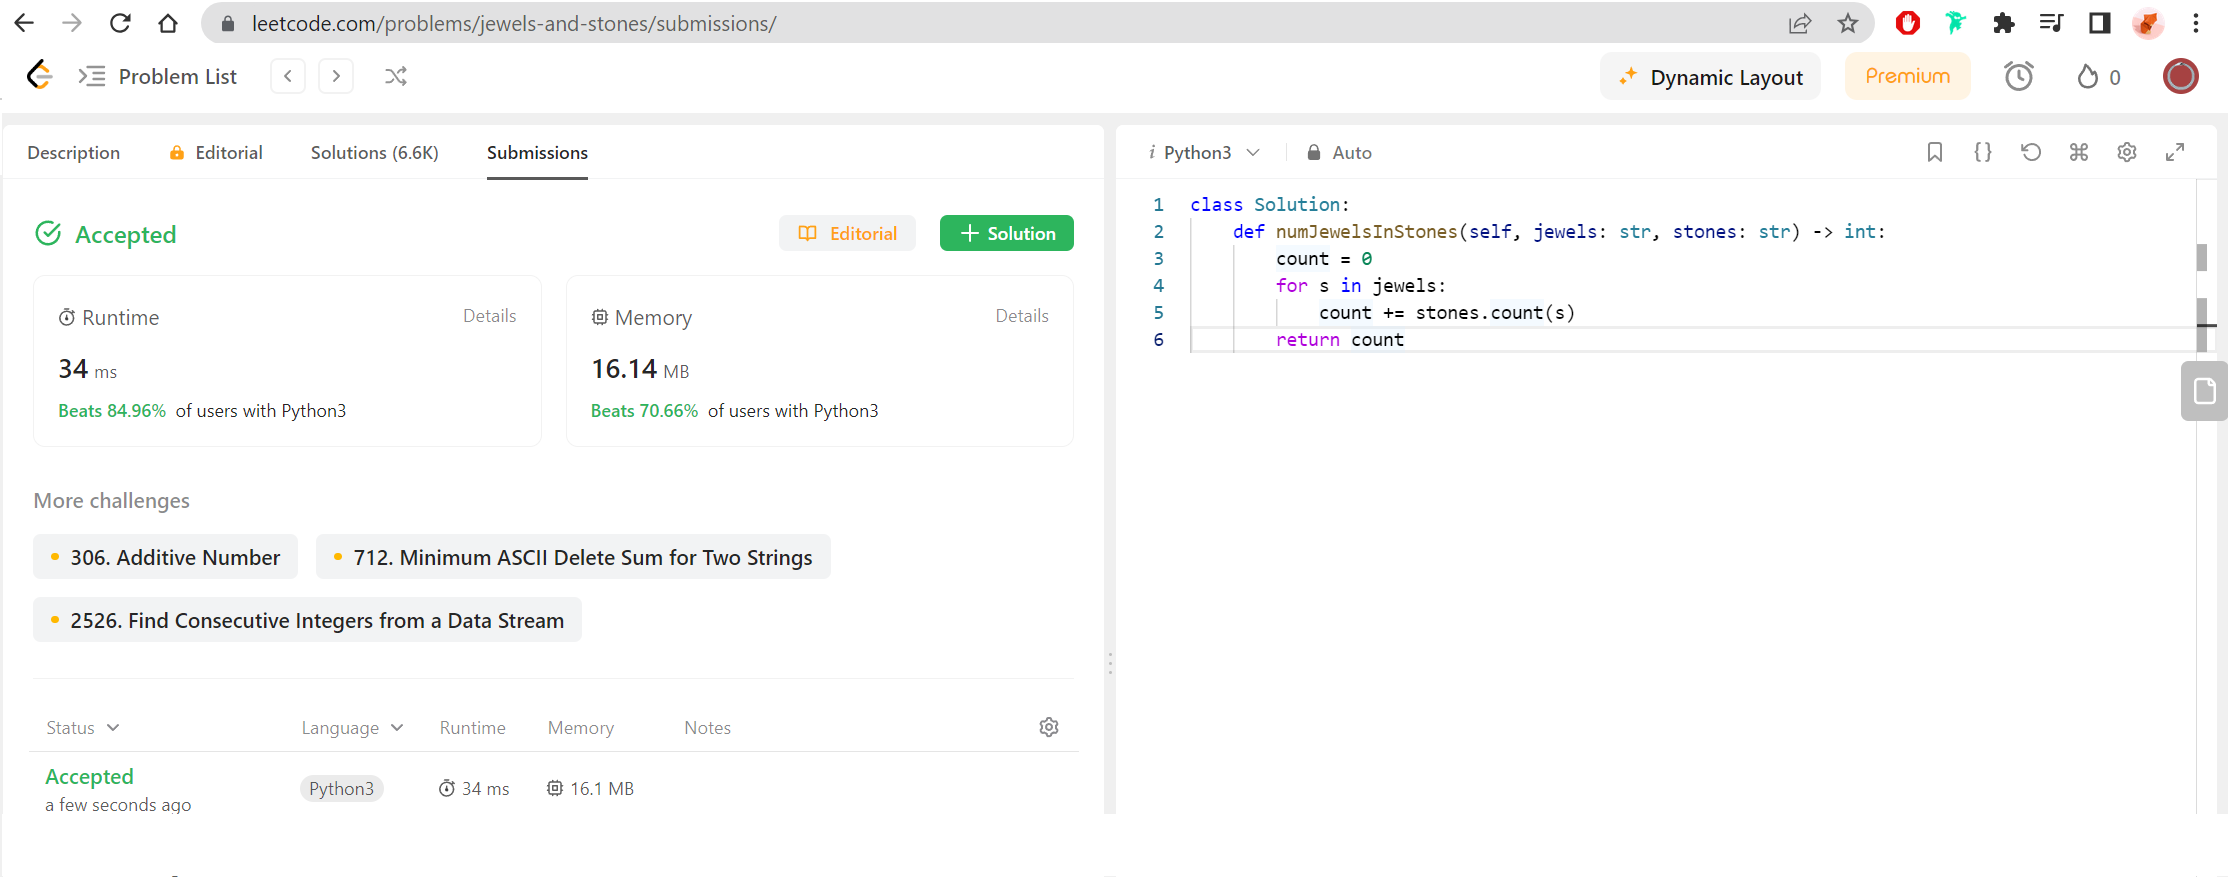 leetcode.com/problems/jewels-and-stones/submissions/
Problem List
Dynamic Layout
Premium
0
Description Editorial Solutions (6.6K) Submissions
Accepted
Editorial
+ Solution
Runtime Details
34 ms
Beats 84.96% of users with Python3
Memory Details
16.14 MB
Beats 70.66% of users with Python3
More challenges
306. Additive Number
712. Minimum ASCII Delete Sum for Two Strings
2526. Find Consecutive Integers from a Data Stream
Status Language Runtime Memory Notes
Accepted
a few seconds ago
Python3 34 ms 16.1 MB
i Python3 Auto
1 class Solution:
2     def numJewelsInStones(self, jewels: str, stones: str) -> int:
3         count = 0
4         for s in jewels:
5             count += stones.count(s)
6         return count